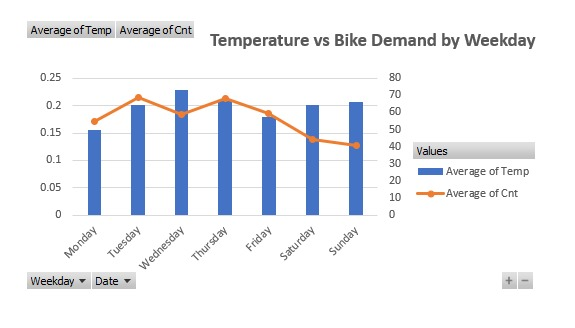 Average of Temp Average of Cnt
Temperature vs Bike Demand by Weekday
0.25
0.2
0.15
0.1
0.05
0
80
70
60
50
40
30
20
10
0
Monday
Tuesday
Wednesday
Thursday
Friday
Saturday
Sunday
Values
Average of Temp
Average of Cnt
Weekday Date
+ −